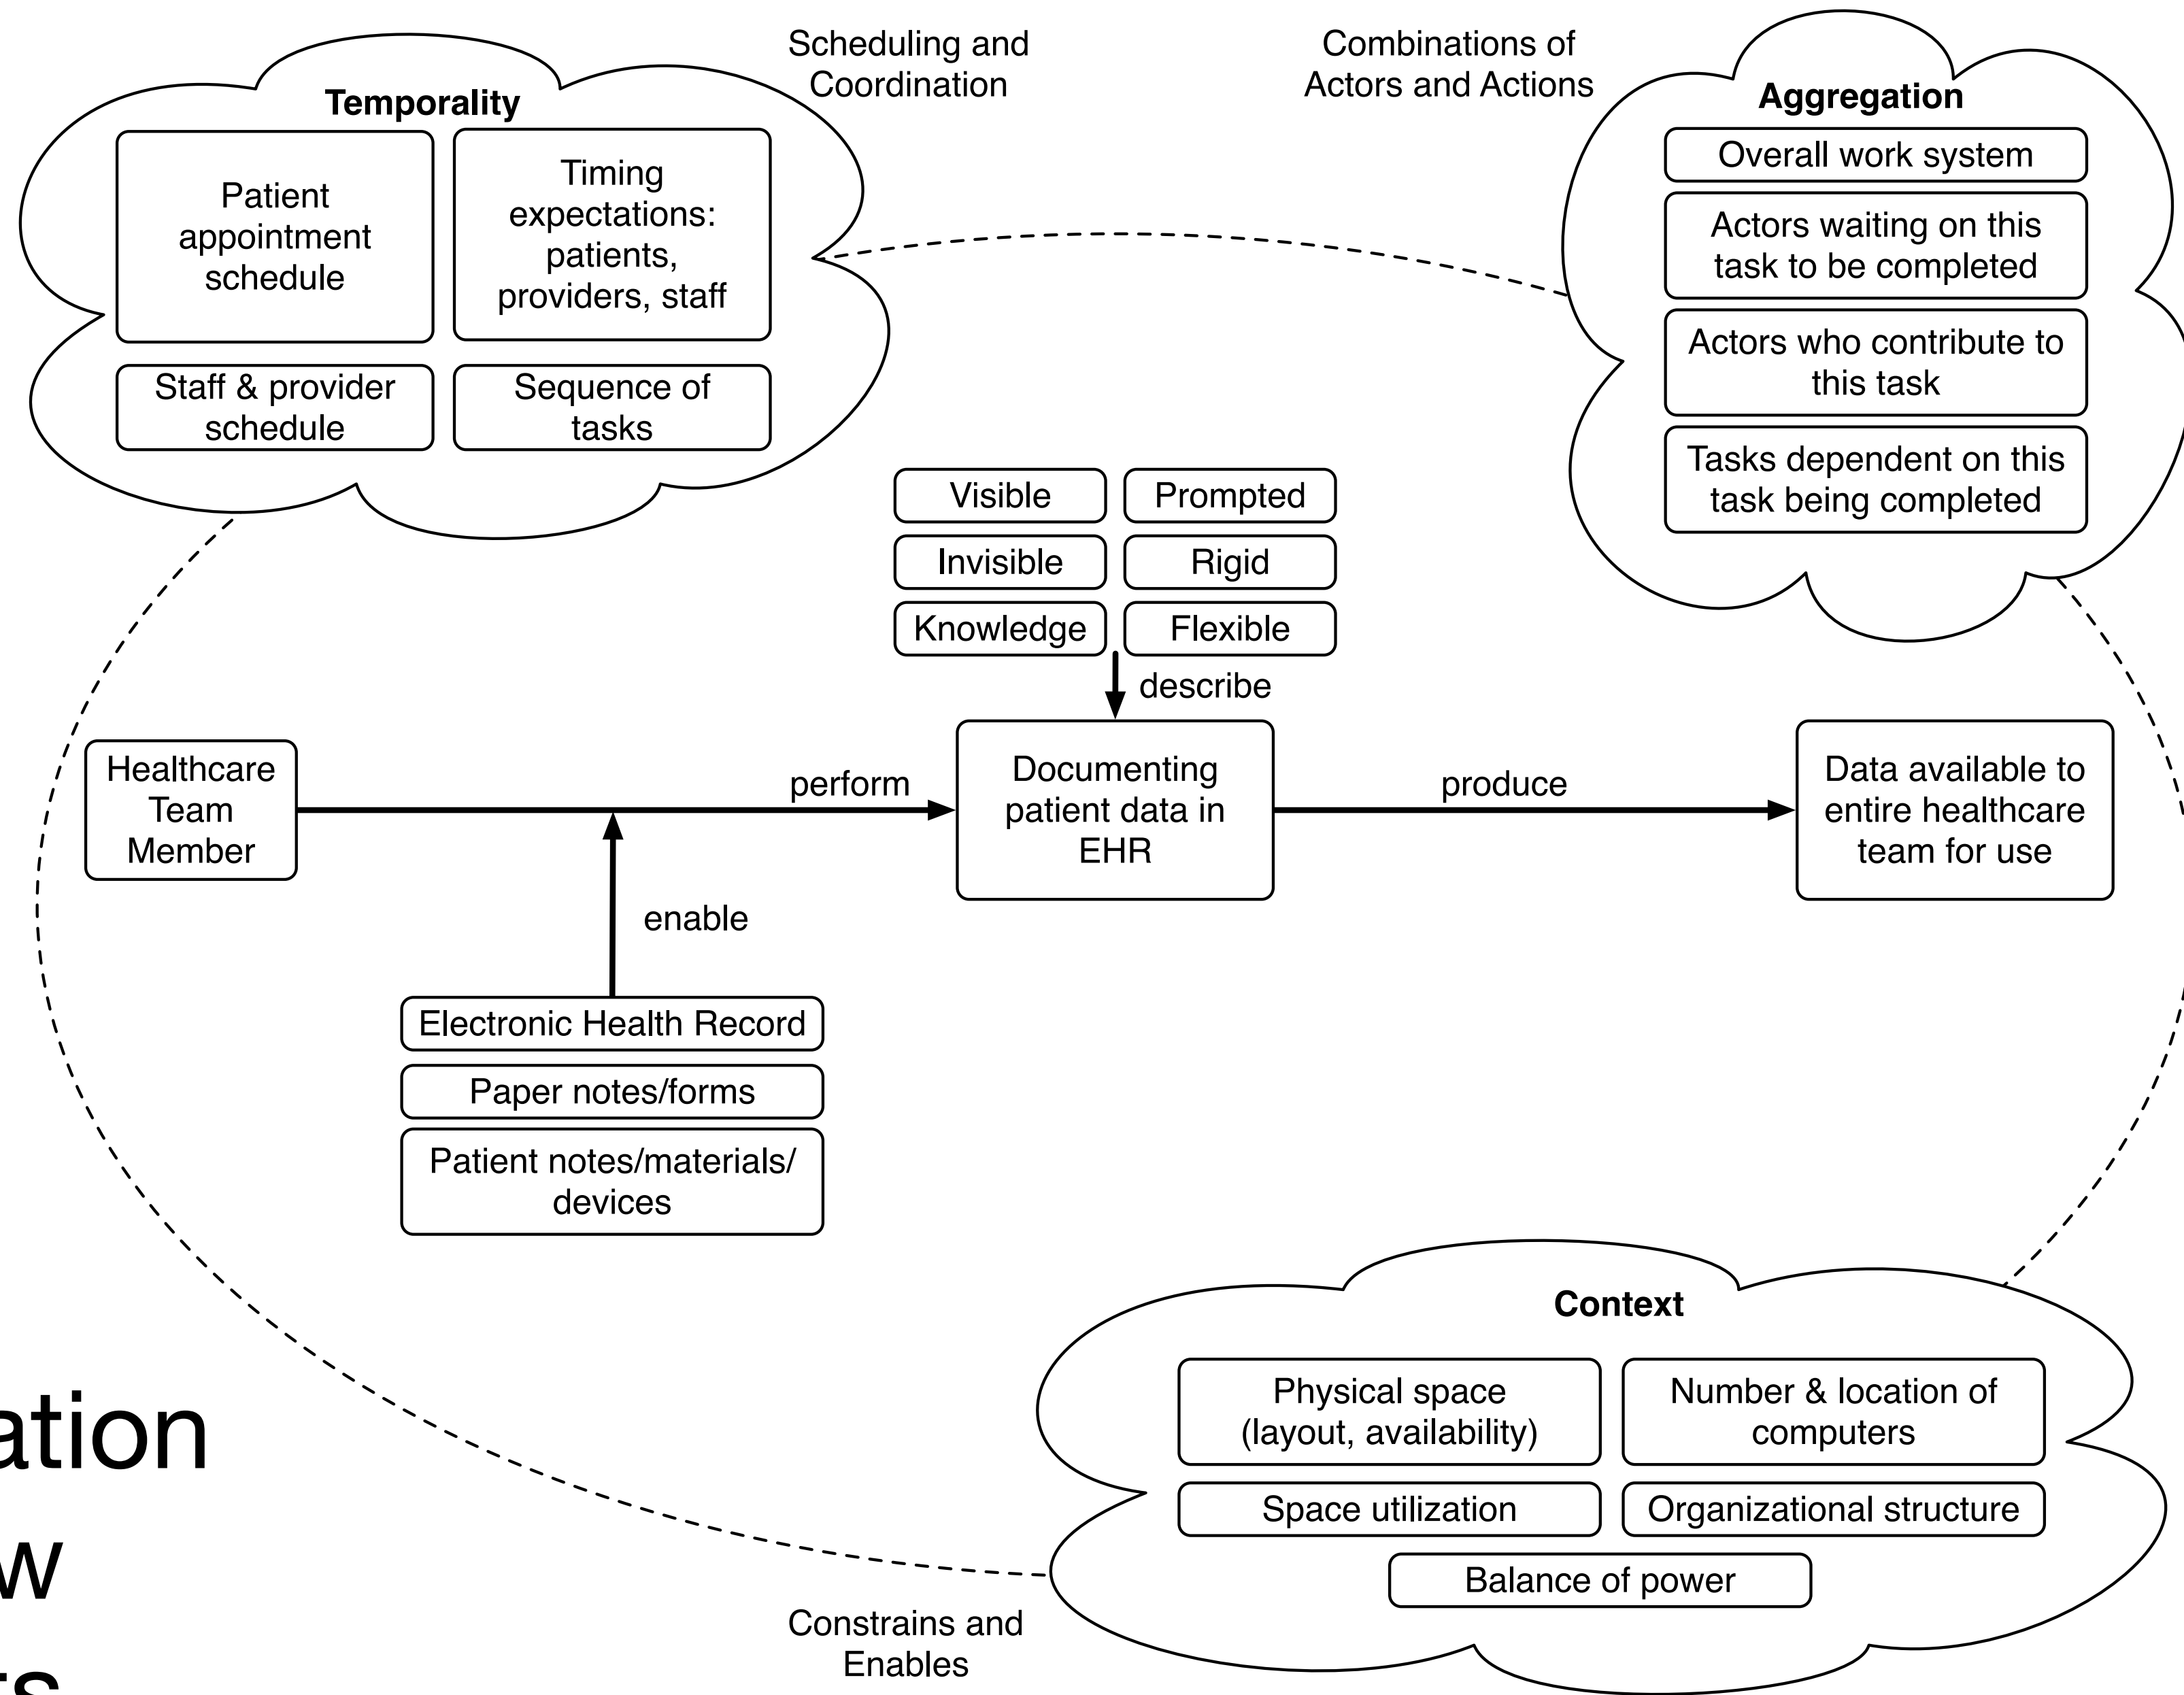 Scheduling and
Coordination
Combinations of
Actors and Actions
Temporality
Patient
appointment
schedule
Timing
expectations:
patients,
providers, staff
Staff & provider
schedule
Sequence of
tasks
Aggregation
Overall work system
Actors waiting on this
task to be completed
Actors who contribute to
this task
Tasks dependent on this
task being completed
Visible
Prompted
Invisible
Rigid
Knowledge
Flexible
describe
Healthcare
Team
Member
perform
Documenting
patient data in
EHR
produce
Data available to
entire healthcare
team for use
enable
Electronic Health Record
Paper notes/forms
Patient notes/materials/
devices
Context
Physical space
(layout, availability)
Number & location of
computers
Space utilization
Organizational structure
Balance of power
Constrains and
Enables
ation
w
ts